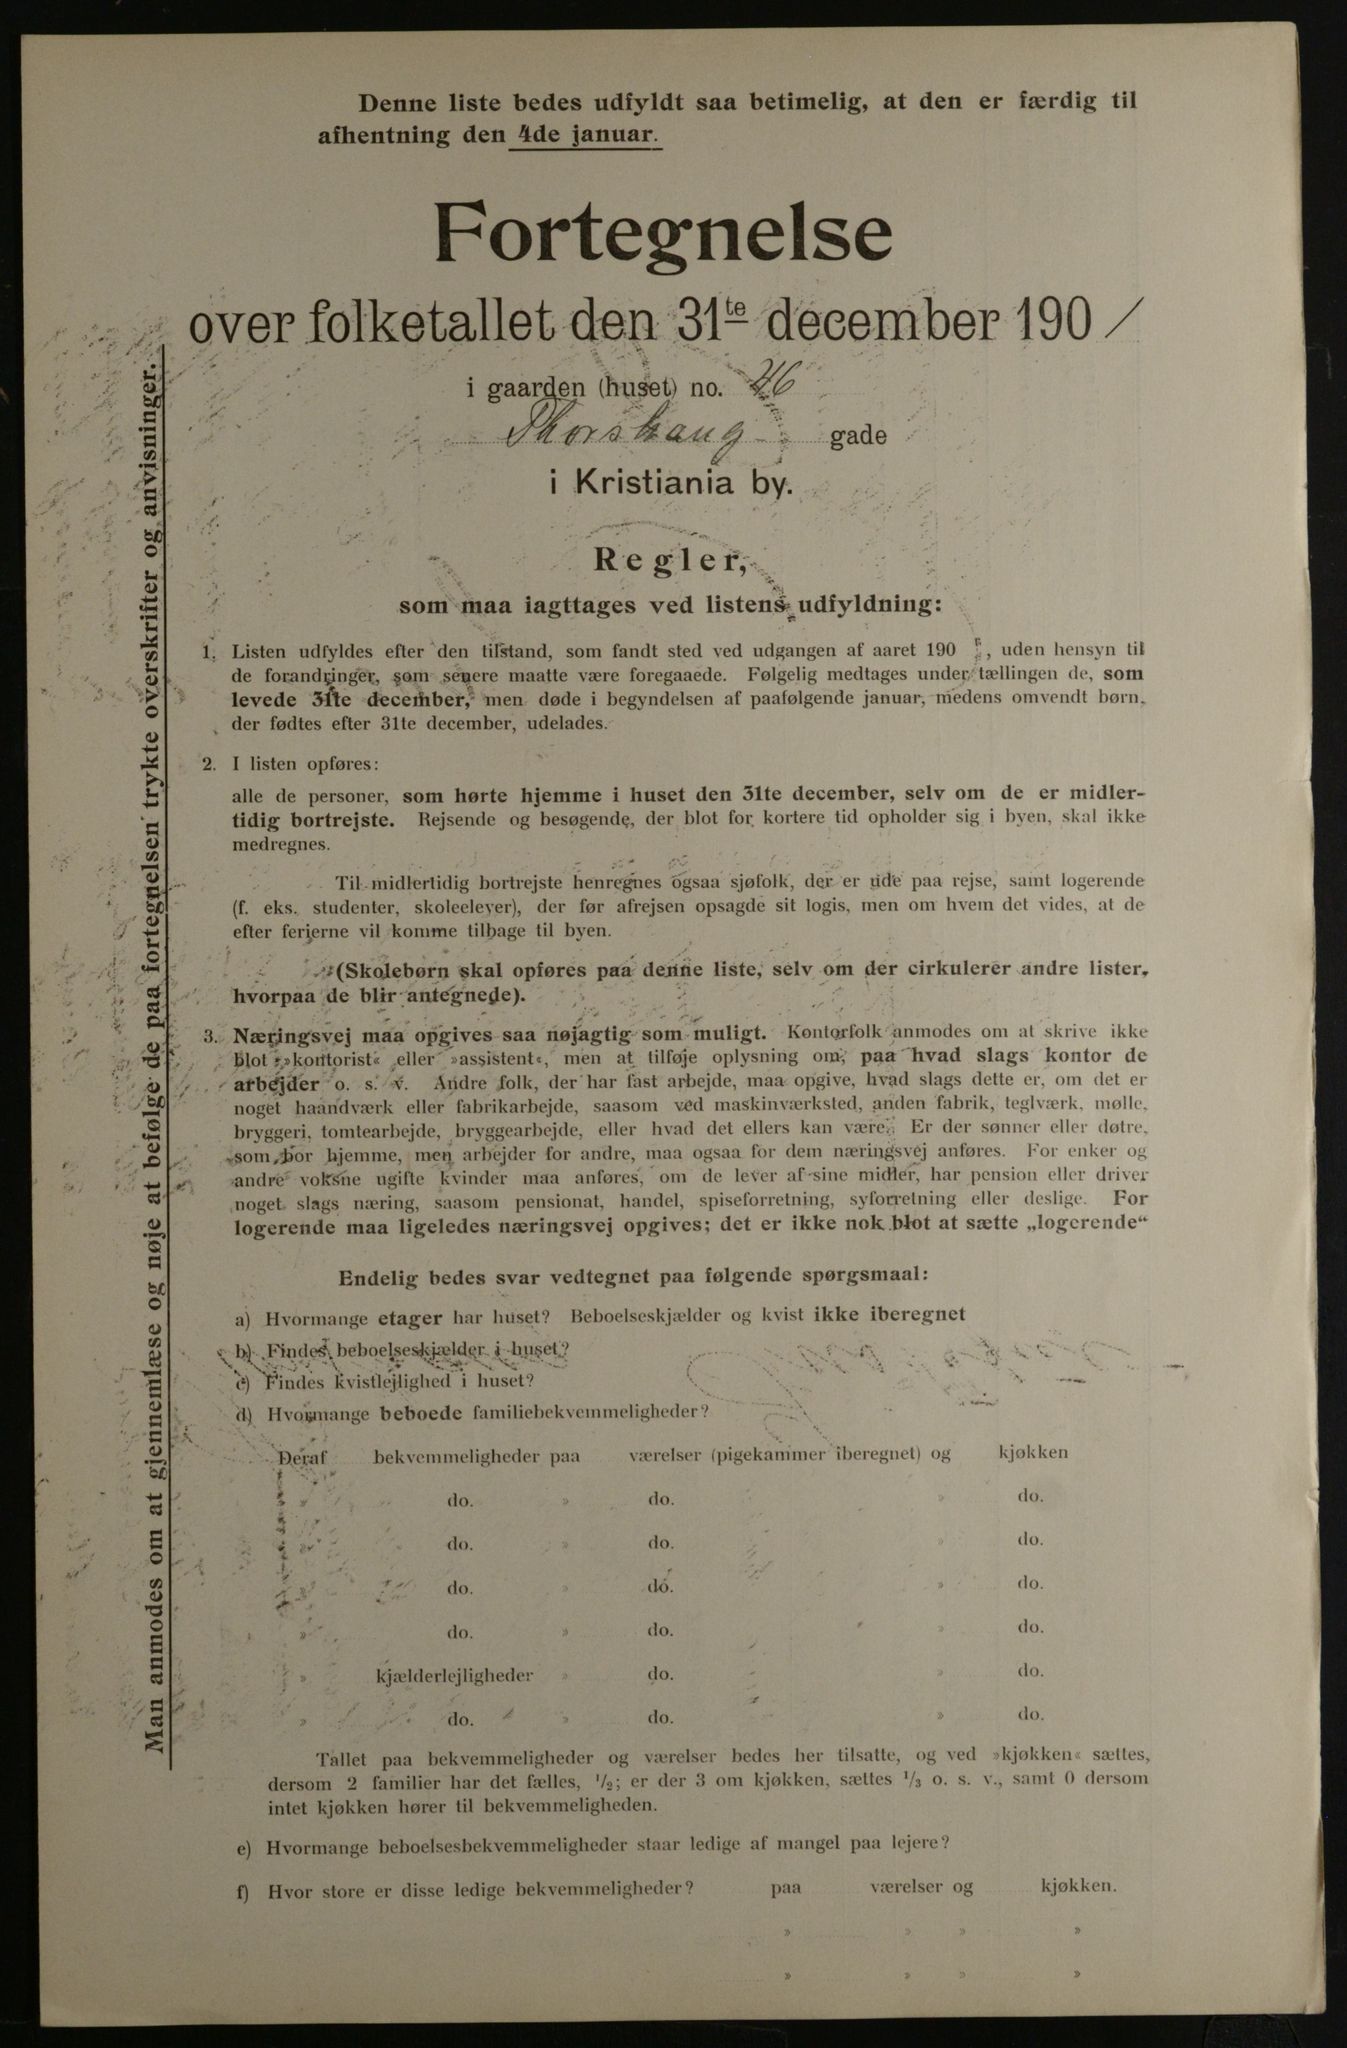 Denne liste bedes udfyldt saa betimelig, at den er færdig til
afhentning den 4de januar.
Fortegnelse
over folketallet den 31te december 190 /
i gaarden (huset) no. 46
Thorshaug gade
i Kristiania by.
Regler,
som maa iagttages ved listens udfyldning:
1. Listen udfyldes efter den tilstand, som fandt sted ved udgangen af aaret 190 , uden hensyn til
de forandringer, som senere maatte være foregaaede. Følgelig medtages under tællingen de, som
levede 31te december, men døde i begyndelsen af paafølgende januar, medens omvendt børn,
der fødtes efter 31te december, udelades.
2. I listen opføres:
alle de personer, som hørte hjemme i huset den 31te december, selv om de er midler-
tidig bortrejste. Rejsende og besøgende, der blot for kortere tid opholder sig i byen, skal ikke
medregnes.
Til midlertidig bortrejste henregnes ogsaa sjøfolk, der er ude paa rejse, samt logerende
(f. eks. studenter, skoleelever), der før afrejsen opsagde sit logis, men om hvem det vides, at de
efter ferierne vil komme tilbage til byen.
(Skolebørn skal opføres paa denne liste, selv om der cirkulerer andre lister,
hvorpaa de blir antegnede).
3. Næringsvej maa opgives saa nøjagtig som muligt. Kontorfolk anmodes om at skrive ikke
blot »kontorist« eller »assistent«, men at tilføje oplysning om, paa hvad slags kontor de
arbejder o. s. v. Andre folk, der har fast arbejde, maa opgive, hvad slags dette er, om det er
noget haandværk eller fabrikarbejde, saasom ved maskinværksted, anden fabrik, teglværk, mølle,
bryggeri, tomtearbejde, bryggearbejde, eller hvad det ellers kan være. Er der sønner eller døtre,
som bor hjemme, men arbejder for andre, maa ogsaa for dem næringsvej anføres. For enker og
andre voksne ugifte kvinder maa anføres, om de lever af sine midler, har pension eller driver
noget slags næring, saasom pensionat, handel, spiseforretning, syforretning eller deslige. For
logerende maa ligeledes næringsvej opgives; det er ikke nok blot at sætte „logerende“
Endelig bedes svar vedtegnet paa følgende spørgsmaal:
a) Hvormange etager har huset? Beboelseskjælder og kvist ikke iberegnet
b) Findes beboelseskjælder i huset?
c) Findes kvistlejlighed i huset?
d) Hvormange beboede familiebekvemmeligheder?
Deraf bekvemmeligheder paa værelser (pigekammer iberegnet) og kjøkken
» do. » do. » do.
» do. » do. » do.
» do. » do. » do.
» do. » do. » do.
» kjælderlejligheder » do. » do.
» do. » do. » do.
Tallet paa bekvemmeligheder og værelser bedes her tilsatte, og ved »kjøkken« sættes,
dersom 2 familier har det fælles, 1/2; er der 3 om kjøkken, sættes 1/3 o. s. v., samt 0 dersom
intet kjøkken hører til bekvemmeligheden.
e) Hvormange beboelsesbekvemmeligheder staar ledige af mangel paa lejere?
f) Hvor store er disse ledige bekvemmeligheder? paa værelser og kjøkken.
» » » »
» » » »
Man anmodes om at gjennemlæse og nøje at befølge de paa fortegnelsen trykte overskrifter og anvisninger.